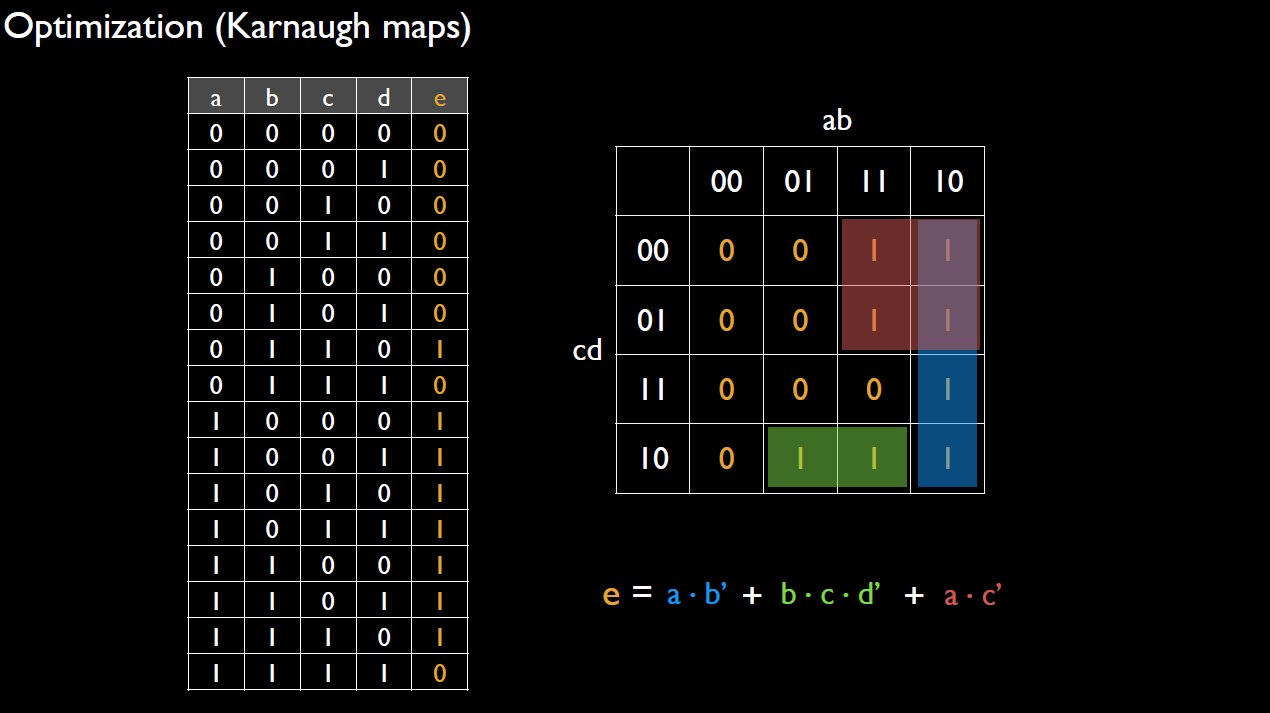 Optimization (Karnaugh maps)
a b c d e
0 0 0 0 0
0 0 0 1 0
0 0 1 0 0
0 0 1 1 0
0 1 0 0 0
0 1 0 1 0
0 1 1 0 1
0 1 1 1 0
1 0 0 0 1
1 0 0 1 1
1 0 1 0 1
1 0 1 1 1
1 1 0 0 1
1 1 0 1 1
1 1 1 0 1
1 1 1 1 0
ab
00 01 11 10
00 0 0 1 1
01 0 0 1 1
cd
11 0 0 0 1
10 0 1 1 1
e = a · b’ + b · c · d’ + a · c’